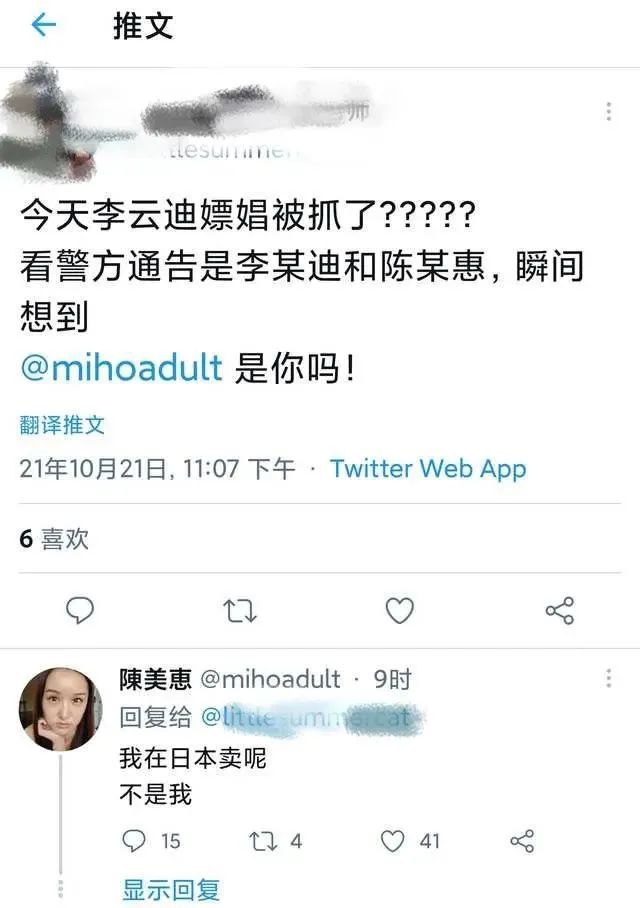 推文
师
今天李云迪嫖娼被抓了?????
看警方通告是李某迪和陈某惠，瞬间
想到
@mihoadult 是你吗！
翻译推文
21年10月21日, 11:07 下午 · Twitter Web App
6 喜欢
陳美恵 @mihoadult · 9时
回复给 @littlesummercat
我在日本卖呢
不是我
15 4 41
显示回复